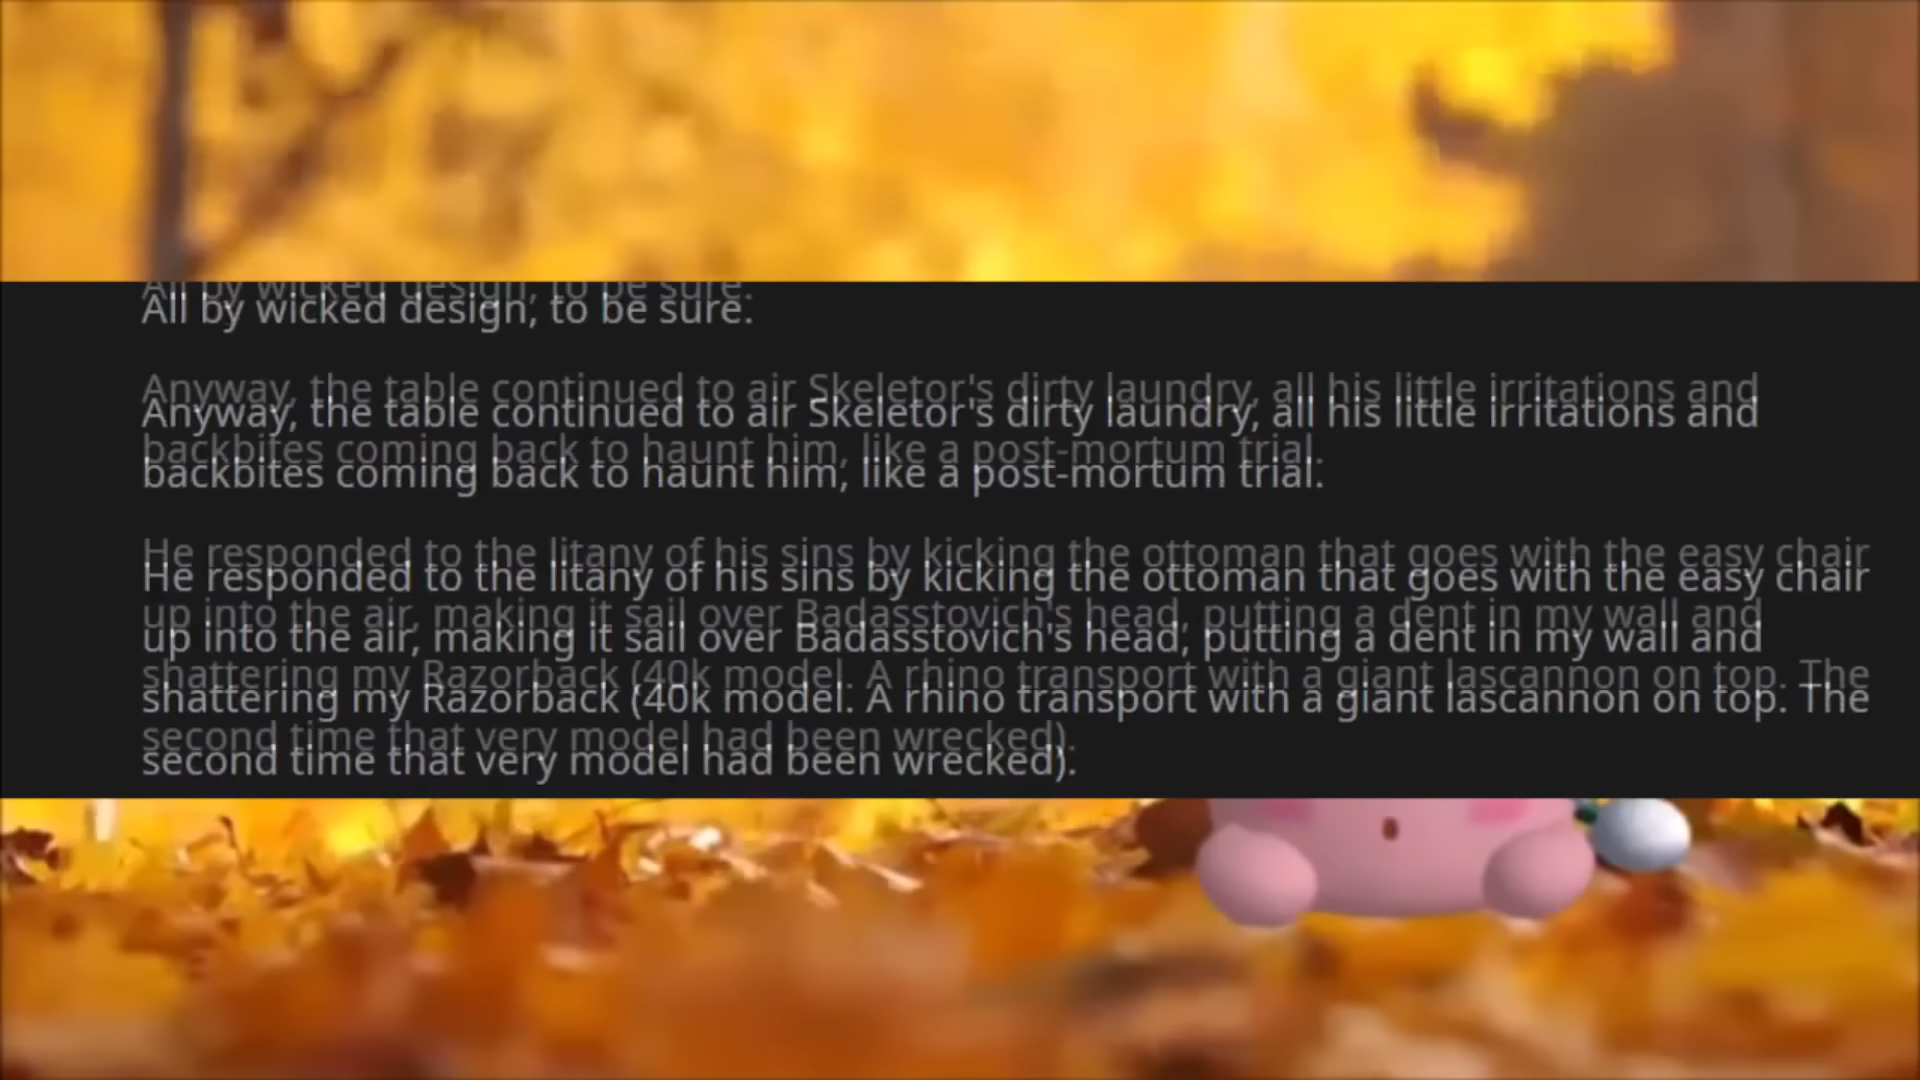 All by wicked design, to be sure.
Anyway, the table continued to air Skeletor's dirty laundry, all his little irritations and
backbites coming back to haunt him, like a post-mortum trial.
He responded to the litany of his sins by kicking the ottoman that goes with the easy chair
up into the air, making it sail over Badasstovich's head, putting a dent in my wall and
shattering my Razorback (40k model. A rhino transport with a giant lascannon on top. The
second time that very model had been wrecked).